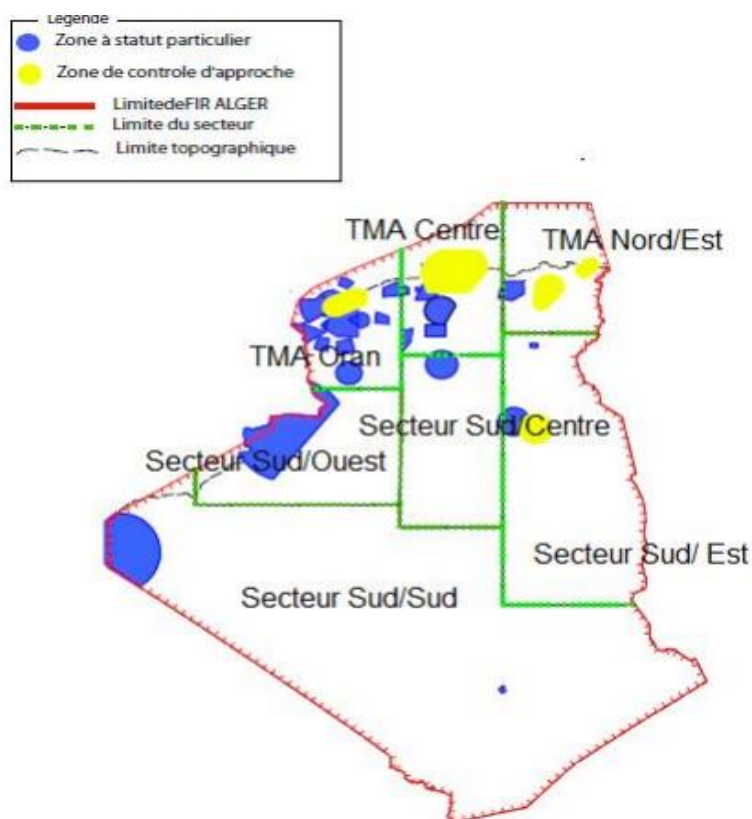 Légende
Zone à statut particulier
Zone de controle d'approche
LimitedeFIR ALGER
Limite du secteur
Limite topographique
TMA Centre
TMA Nord/Est
TMA Oran
Secteur Sud/Centre
Secteur Sud/Ouest
Secteur Sud/ Est
Secteur Sud/Sud